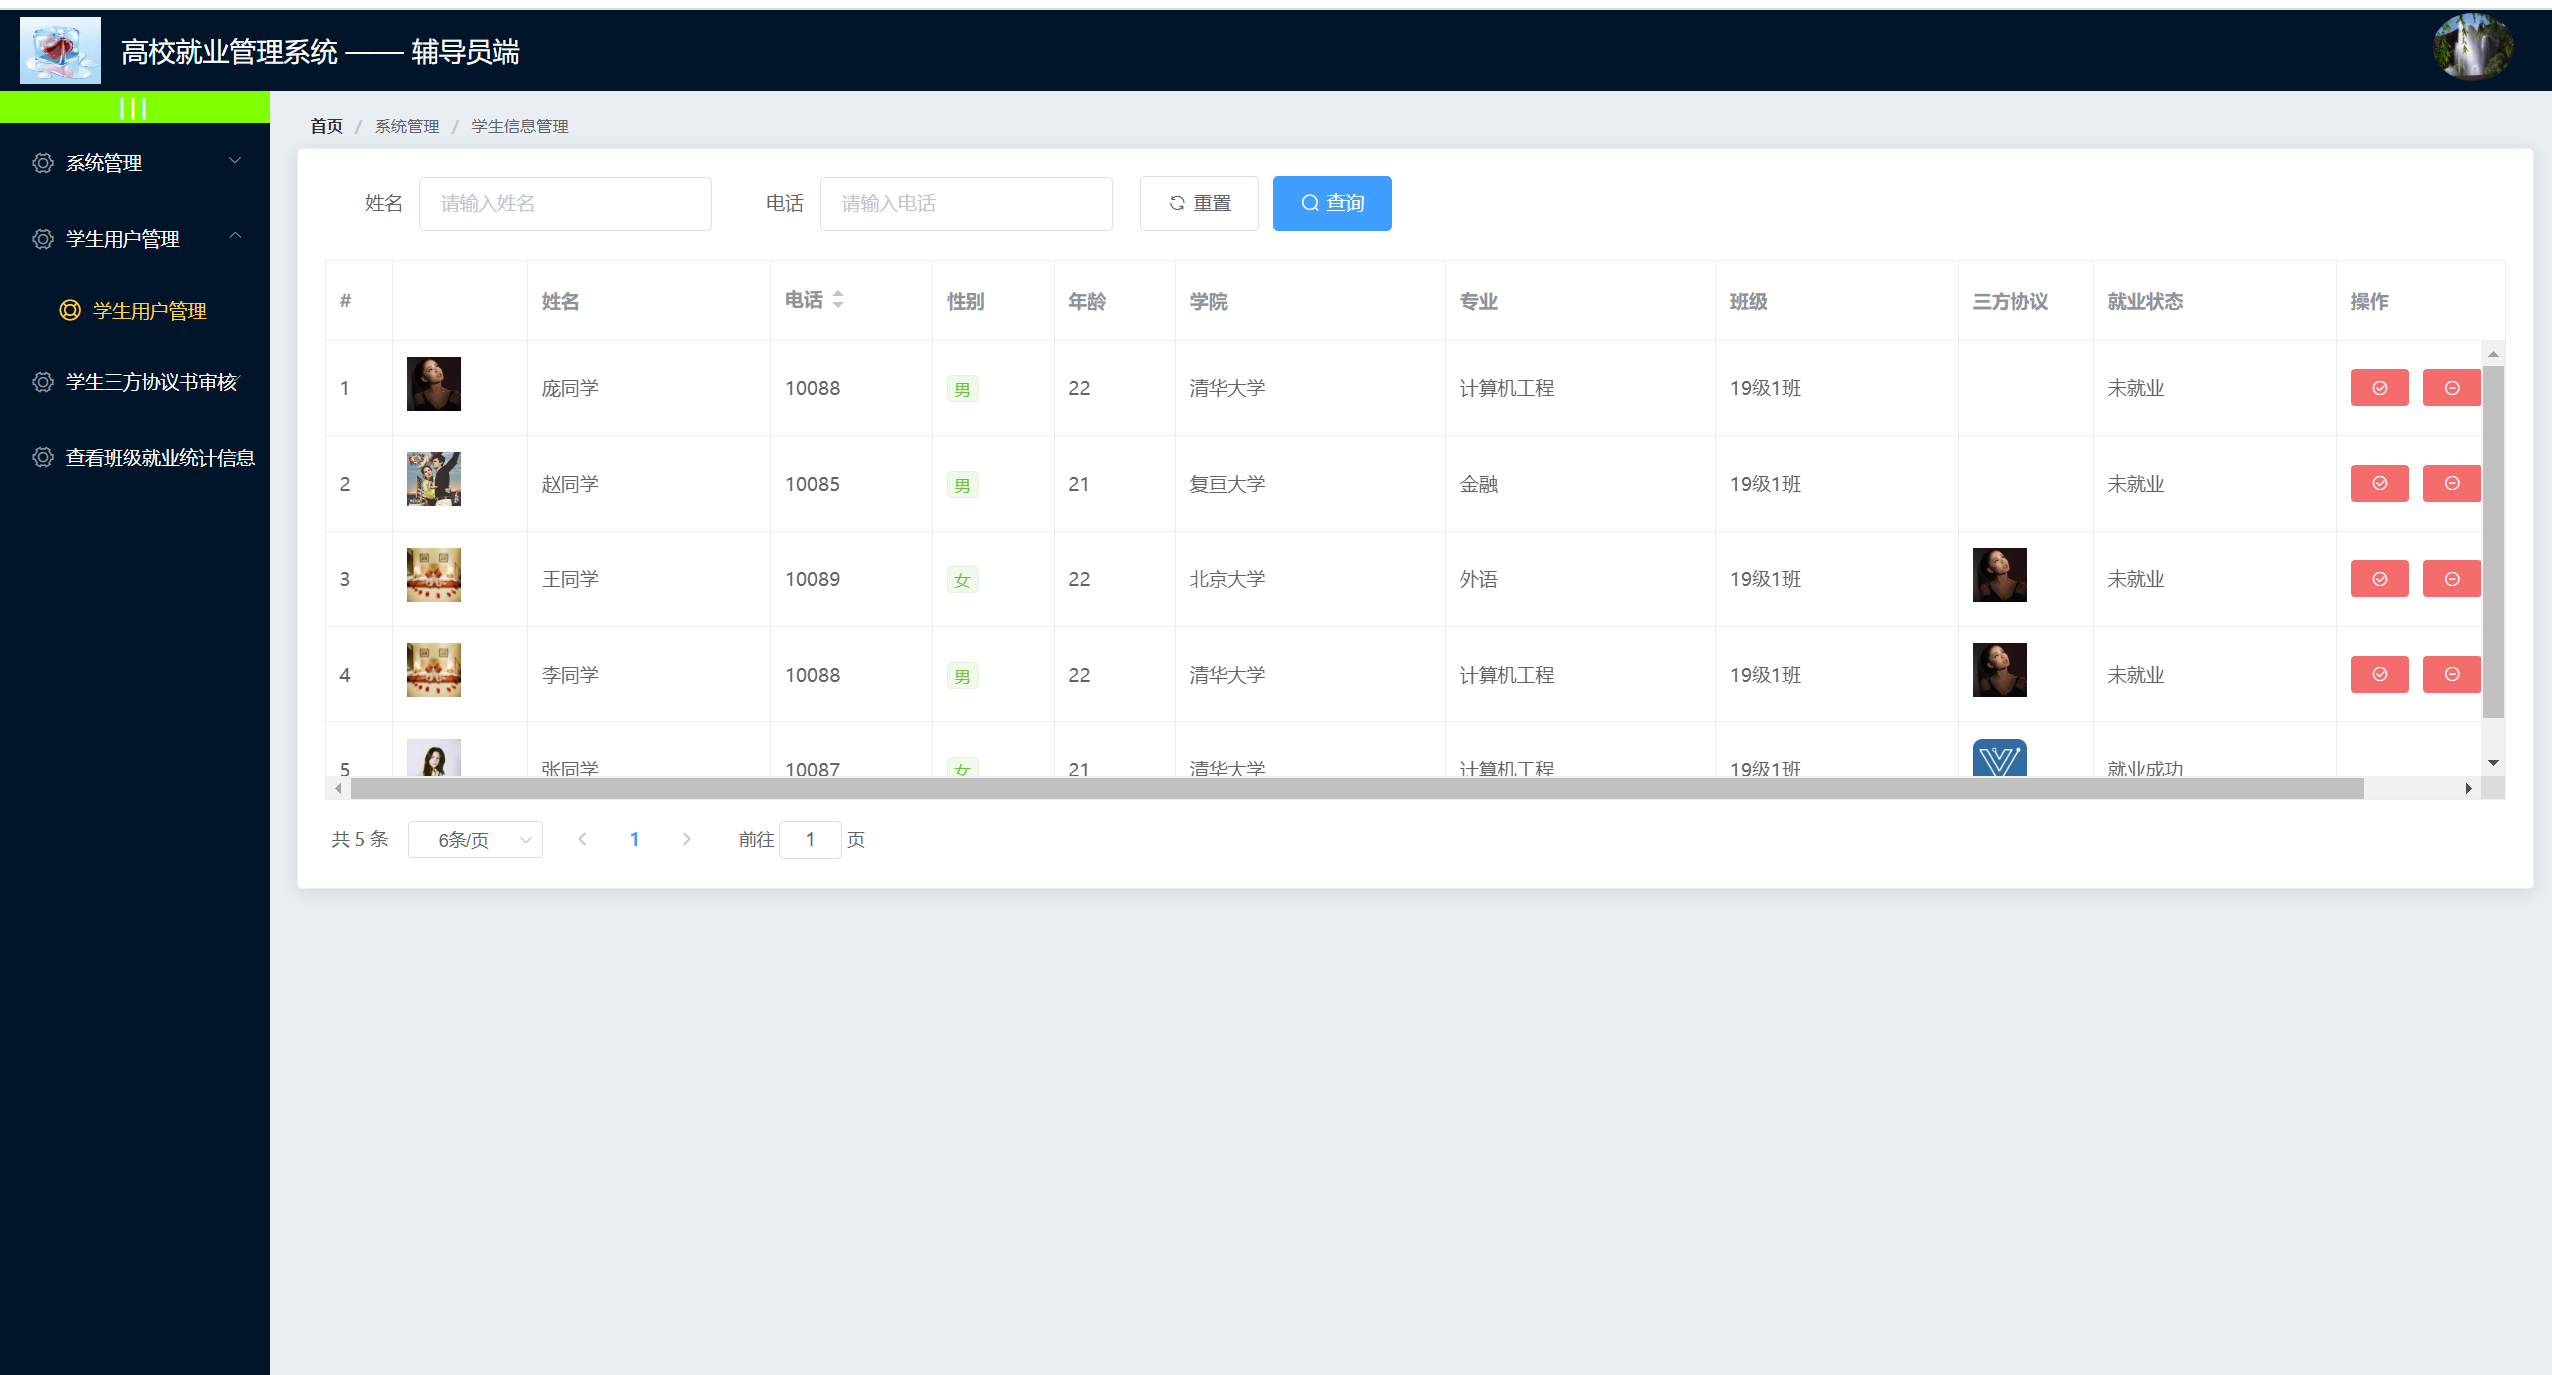 高校就业管理系统 —— 辅导员端
|||
系统管理
学生用户管理
学生用户管理
学生三方协议书审核
查看班级就业统计信息
首页 / 系统管理 / 学生信息管理
姓名 请输入姓名 电话 请输入电话 重置 查询
# 姓名 电话 性别 年龄 学院 专业 班级 三方协议 就业状态 操作
1 庞同学 10088 男 22 清华大学 计算机工程 19级1班 未就业
2 赵同学 10085 男 21 复旦大学 金融 19级1班 未就业
3 王同学 10089 女 22 北京大学 外语 19级1班 未就业
4 李同学 10088 男 22 清华大学 计算机工程 19级1班 未就业
5 张同学 10087 女 21 清华大学 计算机工程 19级1班 就业成功
共 5 条 6条/页 1 前往 1 页